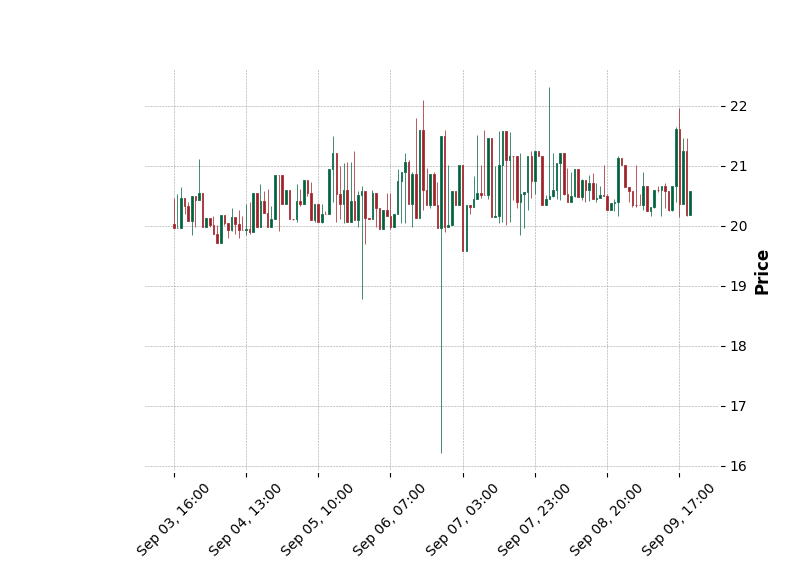 22
21
20
19
18
17
16
Price
Sep 03, 16:00
Sep 04, 13:00
Sep 05, 10:00
Sep 06, 07:00
Sep 07, 03:00
Sep 07, 23:00
Sep 08, 20:00
Sep 09, 17:00